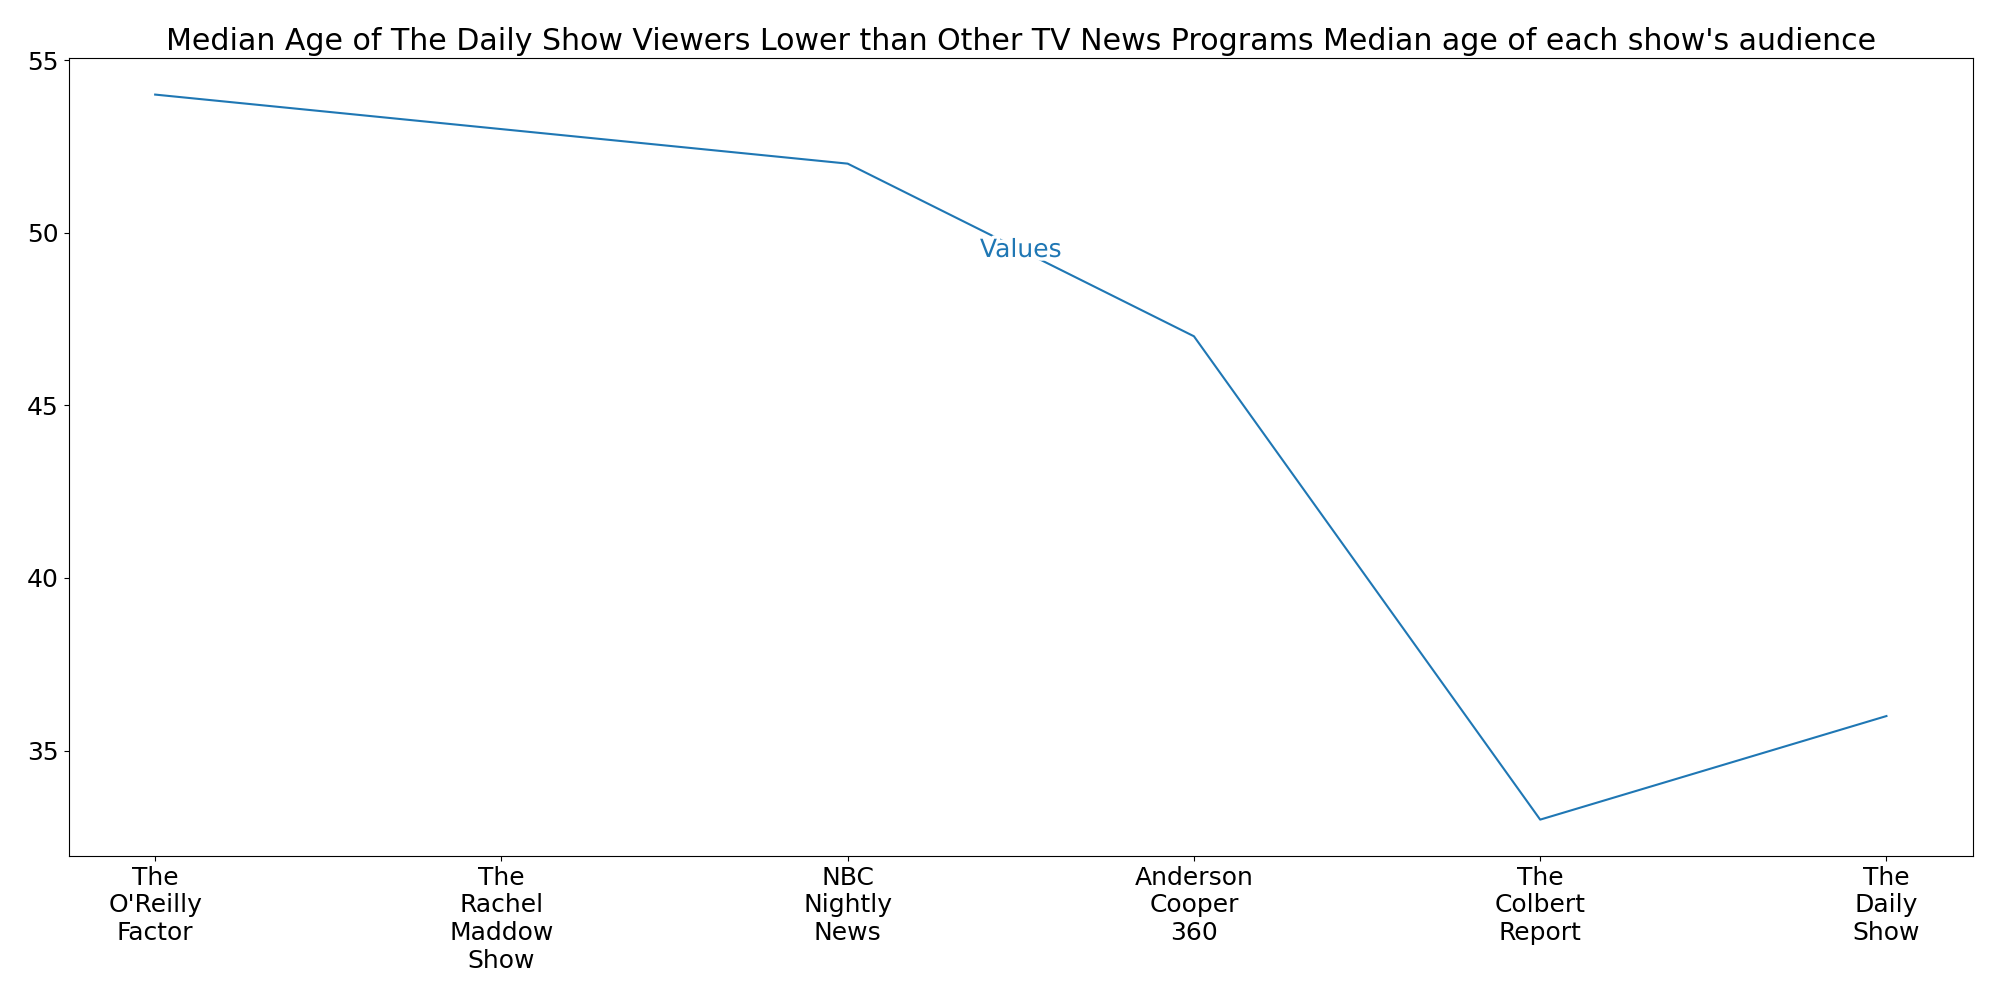 Median Age of The Daily Show Viewers Lower than Other TV News Programs Median age of each show's audience
55
50
45
40
35
Values
The
O'Reilly
Factor
The
Rachel
Maddow
Show
NBC
Nightly
News
Anderson
Cooper
360
The
Colbert
Report
The
Daily
Show